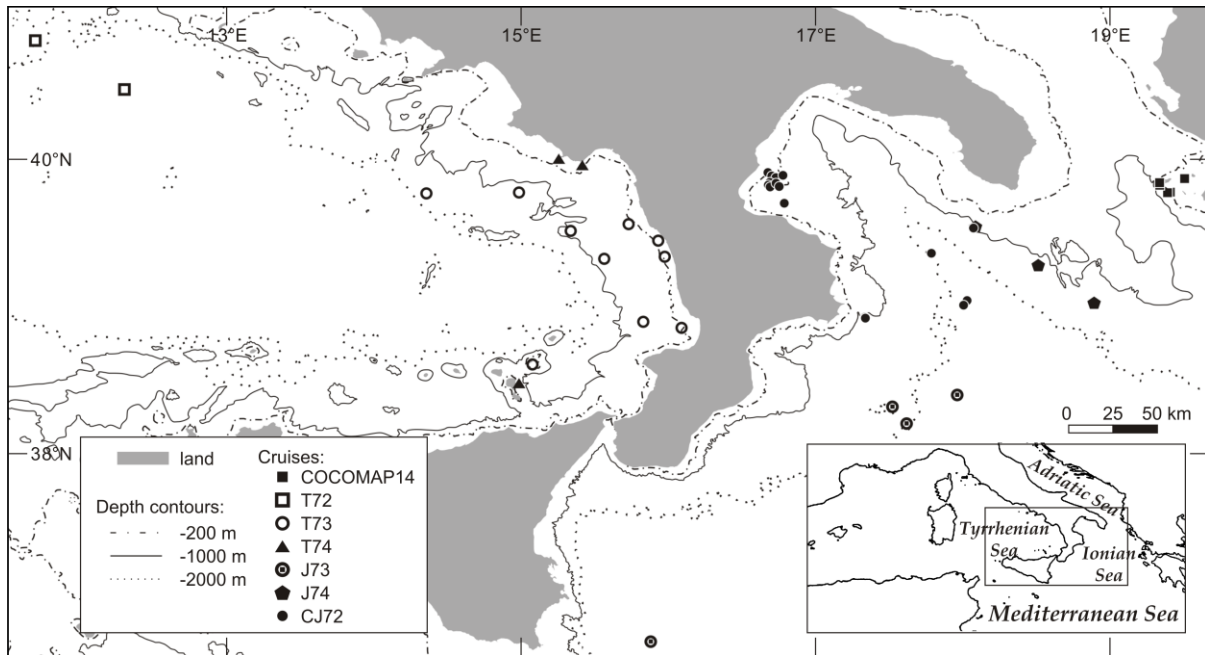 13°E
15°E
17°E
19°E
40°N
38°N
0 25 50 km
land
Depth contours:
-200 m
-1000 m
-2000 m
Cruises:
COCOMAP14
T72
T73
T74
J73
J74
CJ72
Adriatic Sea
Tyrrhenian
Sea
Ionian
Sea
Mediterranean Sea